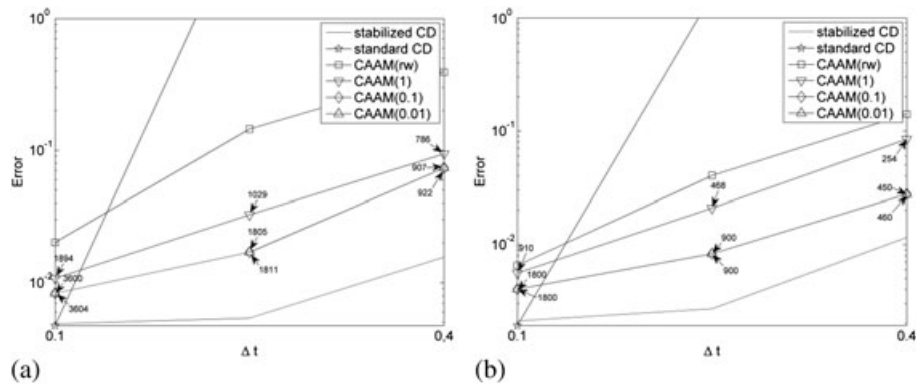 10^0
stabilized CD
standard CD
CAAM(rw)
CAAM(1)
CAAM(0.1)
CAAM(0.01)
10^-1
Error
786
907
922
1029
1805
1811
1894
3600
3604
10^-2
0.1
0.4
Δ t
(a)
10^0
stabilized CD
standard CD
CAAM(rw)
CAAM(1)
CAAM(0.1)
CAAM(0.01)
10^-1
Error
254
468
450
460
910
900
900
1800
1800
10^-2
0.1
0.4
Δ t
(b)